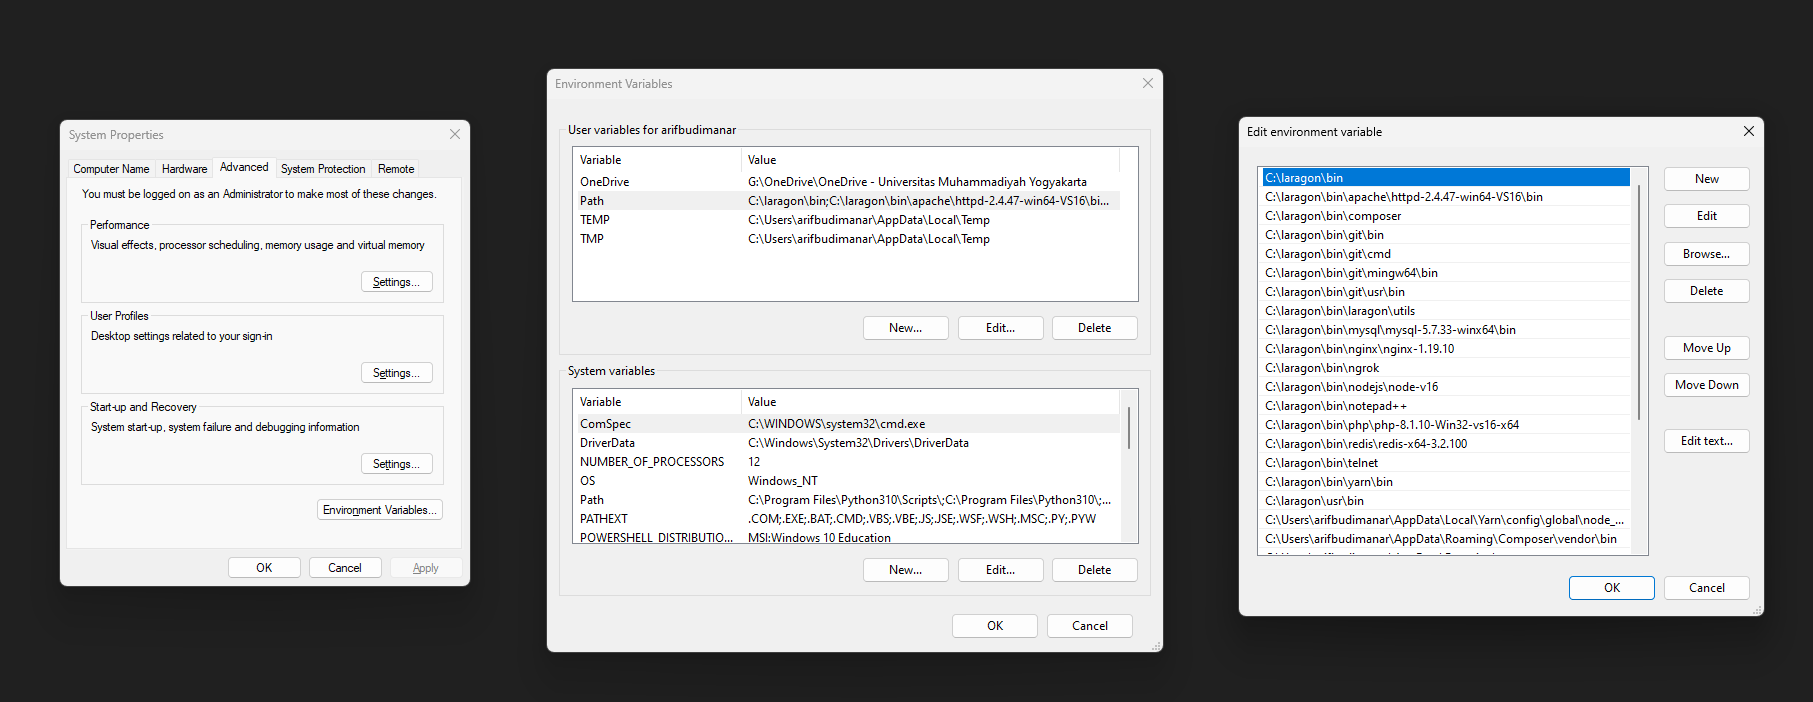 System Properties
Computer Name
Hardware
Advanced
System Protection
Remote
You must be logged on as an Administrator to make most of these changes.
Performance
Visual effects, processor scheduling, memory usage and virtual memory
Settings...
User Profiles
Desktop settings related to your sign-in
Settings...
Start-up and Recovery
System start-up, system failure and debugging information
Settings...
Environment Variables...
OK
Cancel
Apply
Environment Variables
User variables for arifbudimanar
Variable Value
OneDrive G:\OneDrive\OneDrive - Universitas Muhammadiyah Yogyakarta
Path C:\laragon\bin;C:\laragon\bin\apache\httpd-2.4.47-win64-VS16\bi...
TEMP C:\Users\arifbudimanar\AppData\Local\Temp
TMP C:\Users\arifbudimanar\AppData\Local\Temp
New...
Edit...
Delete
System variables
Variable Value
ComSpec C:\WINDOWS\system32\cmd.exe
DriverData C:\Windows\System32\Drivers\DriverData
NUMBER_OF_PROCESSORS 12
OS Windows_NT
Path C:\Program Files\Python310\Scripts\;C:\Program Files\Python310\;...
PATHEXT .COM;.EXE;.BAT;.CMD;.VBS;.VBE;.JS;.JSE;.WSF;.WSH;.MSC;.PY;.PYW
POWERSHELL_DISTRIBUTIO... MSI:Windows 10 Education
New...
Edit...
Delete
OK
Cancel
Edit environment variable
C:\laragon\bin
C:\laragon\bin\apache\httpd-2.4.47-win64-VS16\bin
C:\laragon\bin\composer
C:\laragon\bin\git\bin
C:\laragon\bin\git\cmd
C:\laragon\bin\git\mingw64\bin
C:\laragon\bin\git\usr\bin
C:\laragon\bin\laragon\utils
C:\laragon\bin\mysql\mysql-5.7.33-winx64\bin
C:\laragon\bin\nginx\nginx-1.19.10
C:\laragon\bin\ngrok
C:\laragon\bin\nodejs\node-v16
C:\laragon\bin\notepad++
C:\laragon\bin\php\php-8.1.10-Win32-vs16-x64
C:\laragon\bin\redis\redis-x64-3.2.100
C:\laragon\bin\telnet
C:\laragon\bin\yarn\bin
C:\laragon\usr\bin
C:\Users\arifbudimanar\AppData\Local\Yarn\config\global\node_...
C:\Users\arifbudimanar\AppData\Roaming\Composer\vendor\bin
New
Edit
Browse...
Delete
Move Up
Move Down
Edit text...
OK
Cancel